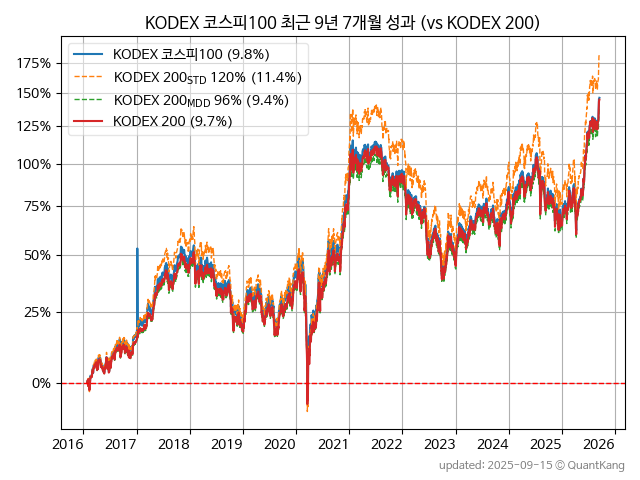 KODEX 코스피100 최근 9년 7개월 성과 (vs KODEX 200)
KODEX 코스피100 (9.8%)
KODEX 200STD 120% (11.4%)
KODEX 200MDD 96% (9.4%)
KODEX 200 (9.7%)
175%
150%
125%
100%
75%
50%
25%
0%
2016 2017 2018 2019 2020 2021 2022 2023 2024 2025 2026
updated: 2025-09-15 ⓒ QuantKang